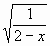 √(1/(2 − x))